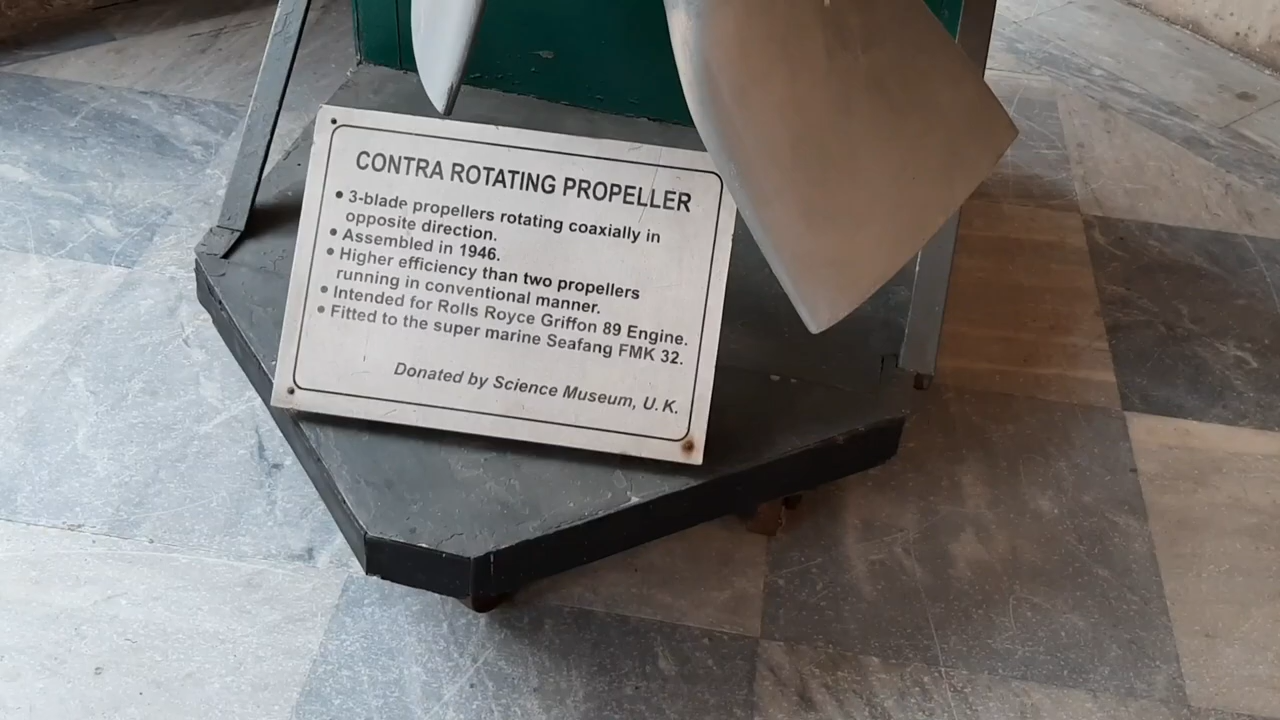 CONTRA ROTATING PROPELLER
• 3-blade propellers rotating coaxially in
opposite direction.
• Assembled in 1946.
• Higher efficiency than two propellers
running in conventional manner.
• Intended for Rolls Royce Griffon 89 Engine.
• Fitted to the super marine Seafang FMK 32.
Donated by Science Museum, U.K.